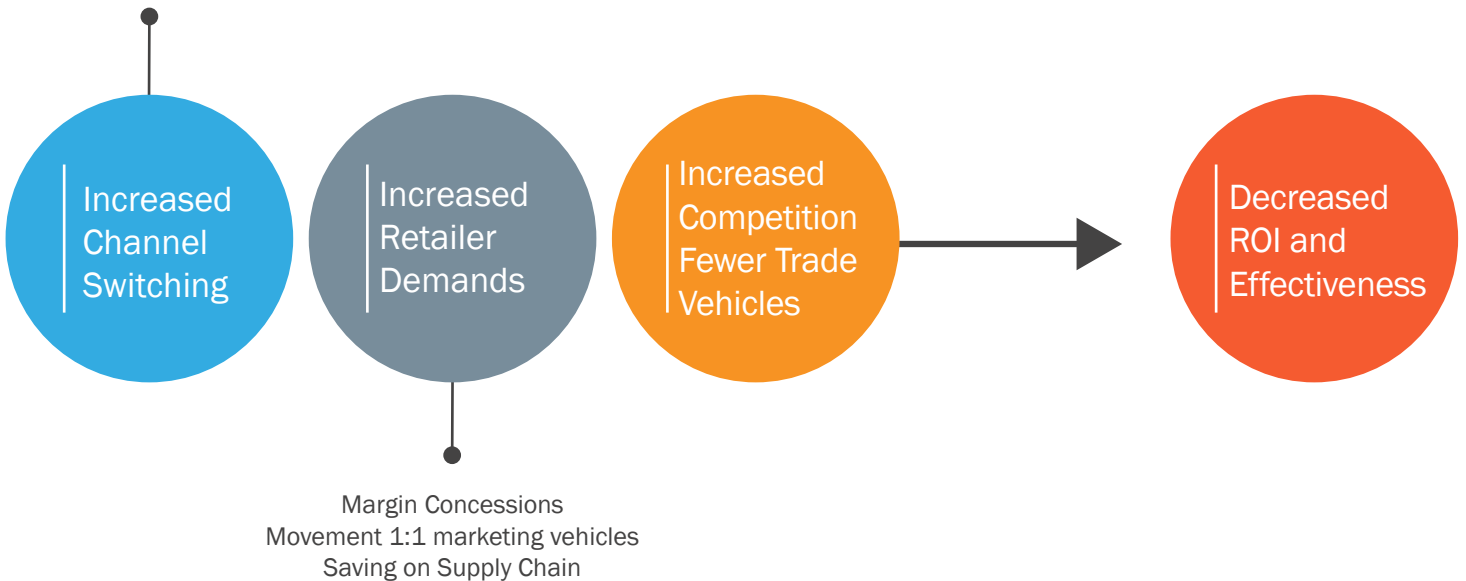 Increased
Channel
Switching
Increased
Retailer
Demands
Increased
Competition
Fewer Trade
Vehicles
Decreased
ROI and
Effectiveness
Margin Concessions
Movement 1:1 marketing vehicles
Saving on Supply Chain